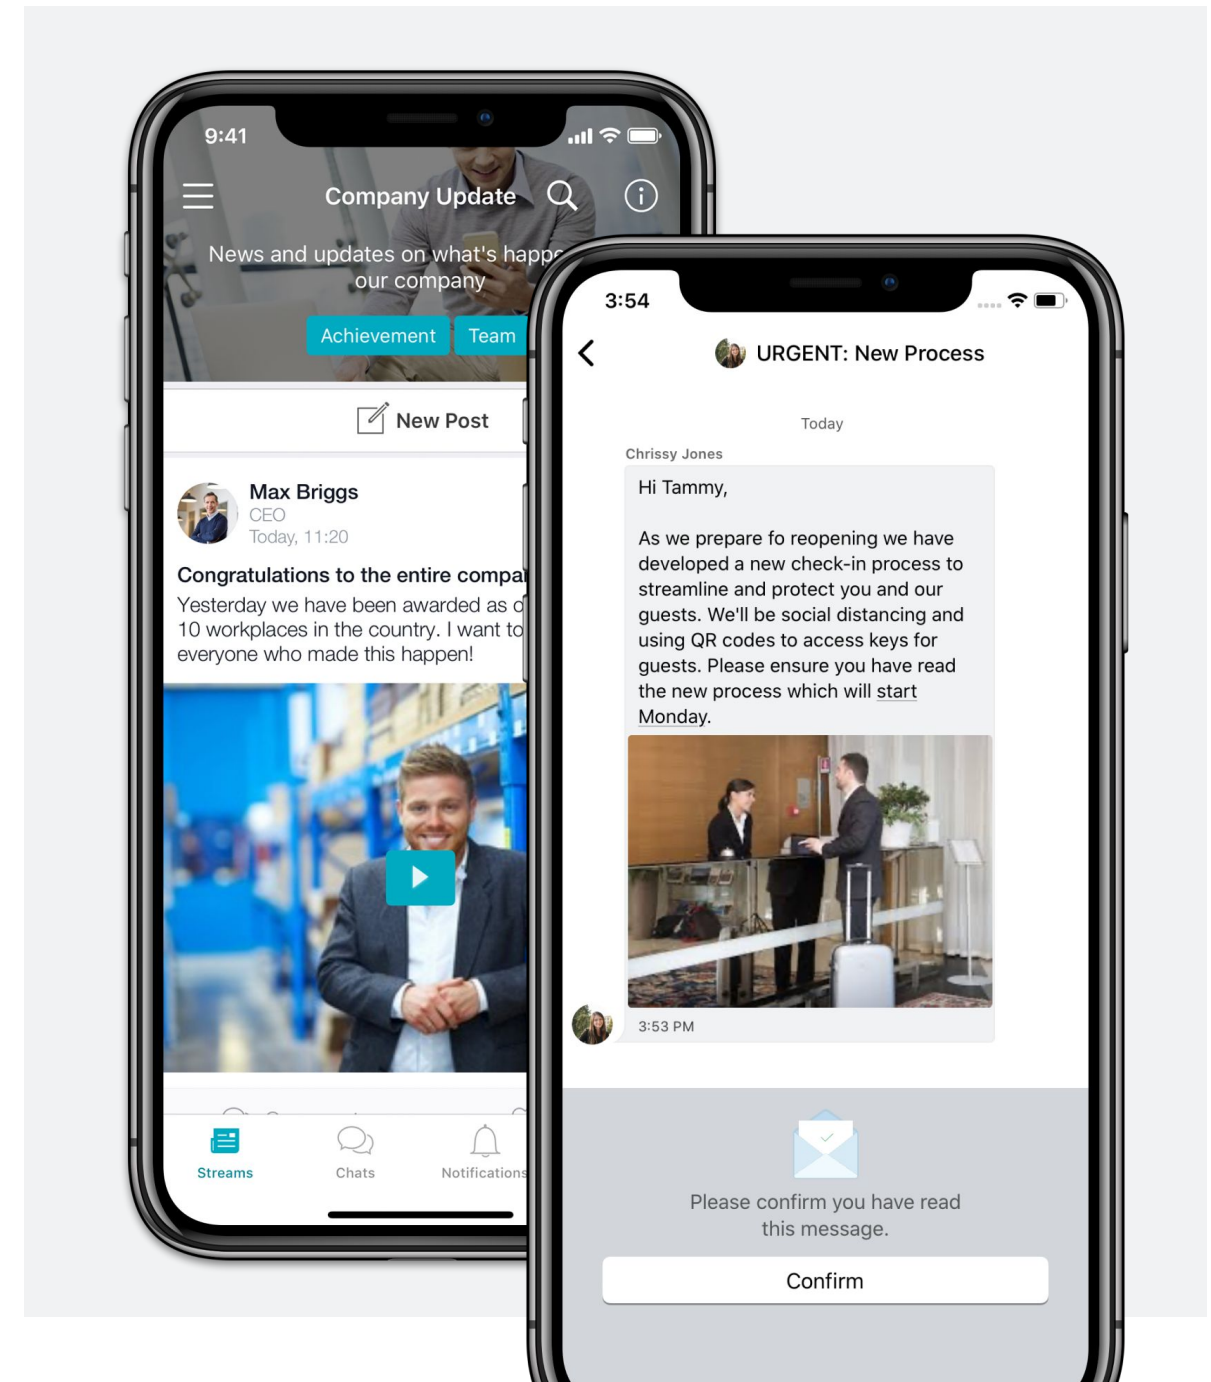 9:41
Company Update
News and updates on what's
our company
Achievement
Team
New Post
Max Briggs
CEO
Today, 11:20
Congratulations to the entire
Yesterday we have been awarded as
10 workplaces in the country. I want to
everyone who made this happen!
Streams
Chats
Notifications
3:54
URGENT: New Process
Today
Chrissy Jones
Hi Tammy,
As we prepare fo reopening we have
developed a new check-in process to
streamline and protect you and our
guests. We'll be social distancing and
using QR codes to access keys for
guests. Please ensure you have read
the new process which will start
Monday.
3:53 PM
Please confirm you have read
this message.
Confirm